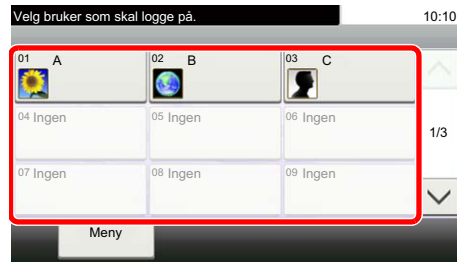 Velg bruker som skal logge på. 10:10
01 A 02 B 03 C
04 Ingen 05 Ingen 06 Ingen
1/3
07 Ingen 08 Ingen 09 Ingen
Meny